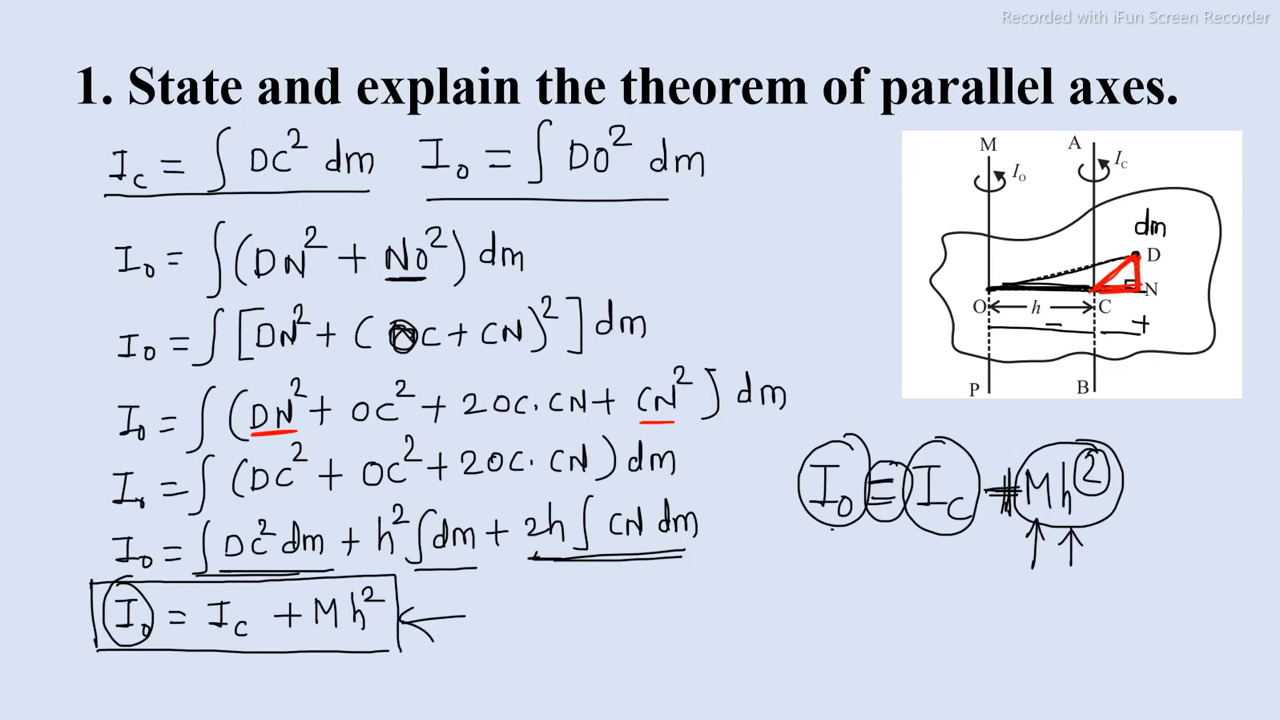 Recorded with iFun Screen Recorder
1. State and explain the theorem of parallel axes.
I_c = ∫ DC² dm   I_o = ∫ DO² dm
I_o = ∫ (DN² + NO²) dm
I_o = ∫ [DN² + (OC + CN)²] dm
I_o = ∫ (DN² + OC² + 2OC·CN + CN²) dm
I_o = ∫ (DC² + OC² + 2OC·CN) dm
I_o = ∫ DC² dm + h² ∫ dm + 2h ∫ CN dm
I_o = I_c + Mh²
M A
I_O I_C
dm
D
N
O h C
− +
P B
I_o = I_c + Mh²